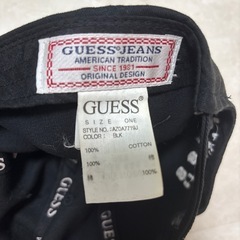 GUESS JEANS
AMERICAN TRADITION
SINCE 1981
ORIGINAL DESIGN
GUESS
SIZE ONE
STYLE NO.
COLOR BLK
100% COTTON
100% 棉
100%
GUESS
GUESS